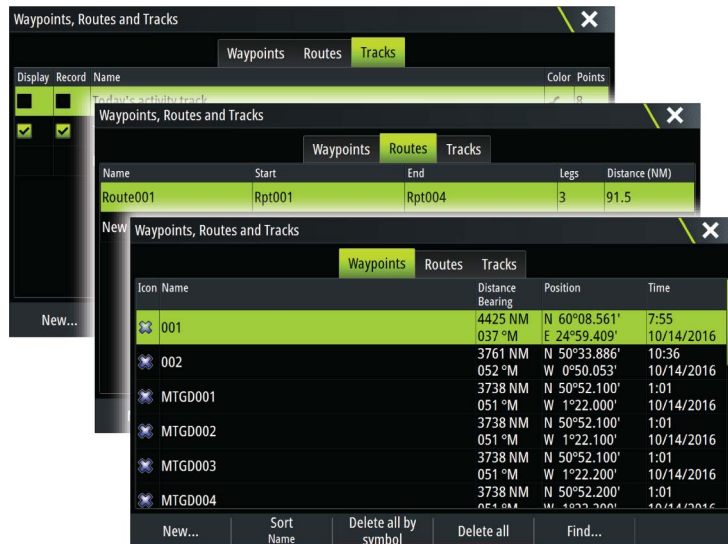 Waypoints, Routes and Tracks
Waypoints Routes Tracks
Display Record Name Color Points
Today's activity track 8
New...
Waypoints, Routes and Tracks
Waypoints Routes Tracks
Name Start End Legs Distance (NM)
Route001 Rpt001 Rpt004 3 91.5
New
Waypoints, Routes and Tracks
Waypoints Routes Tracks
Icon Name Distance Position Time
Bearing
001 4425 NM N 60°08.561' 7:55
037 °M E 24°59.409' 10/14/2016
002 3761 NM N 50°33.886' 10:36
052 °M W 0°50.053' 10/14/2016
MTGD001 3738 NM N 50°52.100' 1:01
051 °M W 1°22.000' 10/14/2016
MTGD002 3738 NM N 50°52.100' 1:01
051 °M W 1°22.100' 10/14/2016
MTGD003 3738 NM N 50°52.100' 1:01
051 °M W 1°22.200' 10/14/2016
MTGD004 3738 NM N 50°52.200' 1:01
051 °M W 1°22.200' 10/14/2016
New... Sort Delete all by Delete all Find...
Name symbol